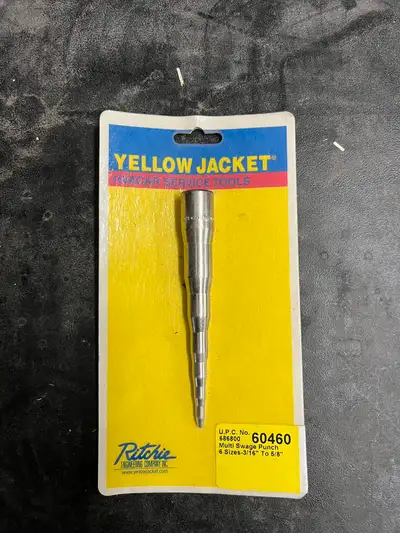 YELLOW JACKET®
HVAC&R SERVICE TOOLS
U.P.C. No.
686800 60460
Multi Swage Punch
6 Sizes-3/16" To 5/8"
Ritchie
ENGINEERING COMPANY, INC.
www.yellowjacket.com